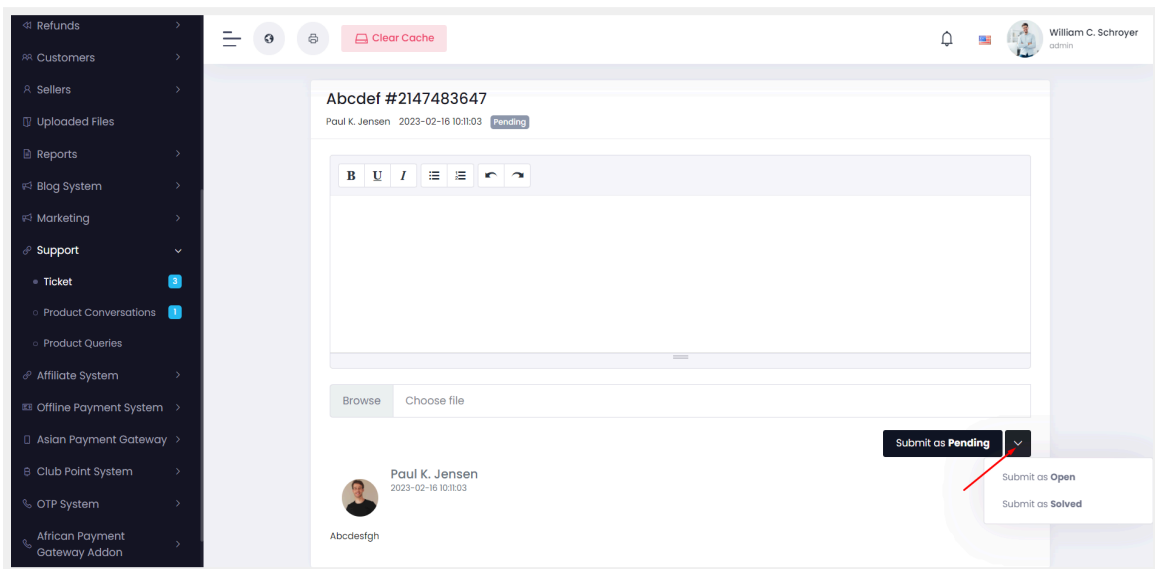 Refunds
Customers
Sellers
Uploaded Files
Reports
Blog System
Marketing
Support
Ticket 3
Product Conversations 1
Product Queries
Affiliate System
Offline Payment System
Asian Payment Gateway
Club Point System
OTP System
African Payment
Gateway Addon
Clear Cache
William C. Schroyer
admin
Abcdef #2147483647
Paul K. Jensen 2023-02-16 10:11:03 Pending
B U I
Browse Choose file
Submit as Pending
Submit as Open
Submit as Solved
Paul K. Jensen
2023-02-16 10:11:03
Abcdesfgh